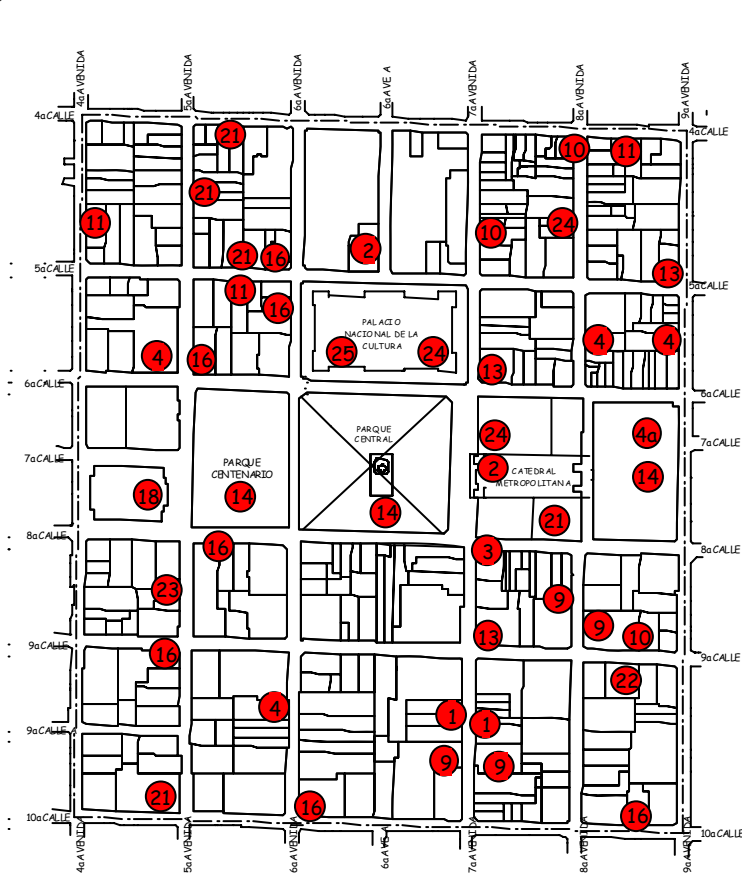 4a AVENIDA
5a AVENIDA
6a AVENIDA
6a AVE A
7a AVENIDA
8a AVENIDA
9a AVENIDA
4a CALLE
4a CALLE
21
10
11
21
11
10
24
2
21
16
5a CALLE
13
5a CALLE
11
16
PALACIO
NACIONAL DE LA
CULTURA
25
24
4
4
4
16
13
6a CALLE
6a CALLE
PARQUE
CENTRAL
24
4a
7a CALLE
7a CALLE
PARQUE
CENTENARIO
2
CATEDRAL
METROPOLITANA
14
18
14
14
21
8a CALLE
16
3
8a CALLE
23
9
9
10
13
9a CALLE
16
9a CALLE
22
4
1
1
9a CALLE A
9
9
21
16
16
10a CALLE
10a CALLE
4a AVENIDA
5a AVENIDA
6a AVENIDA
6a AVE A
7a AVENIDA
8a AVENIDA
9a AVENIDA